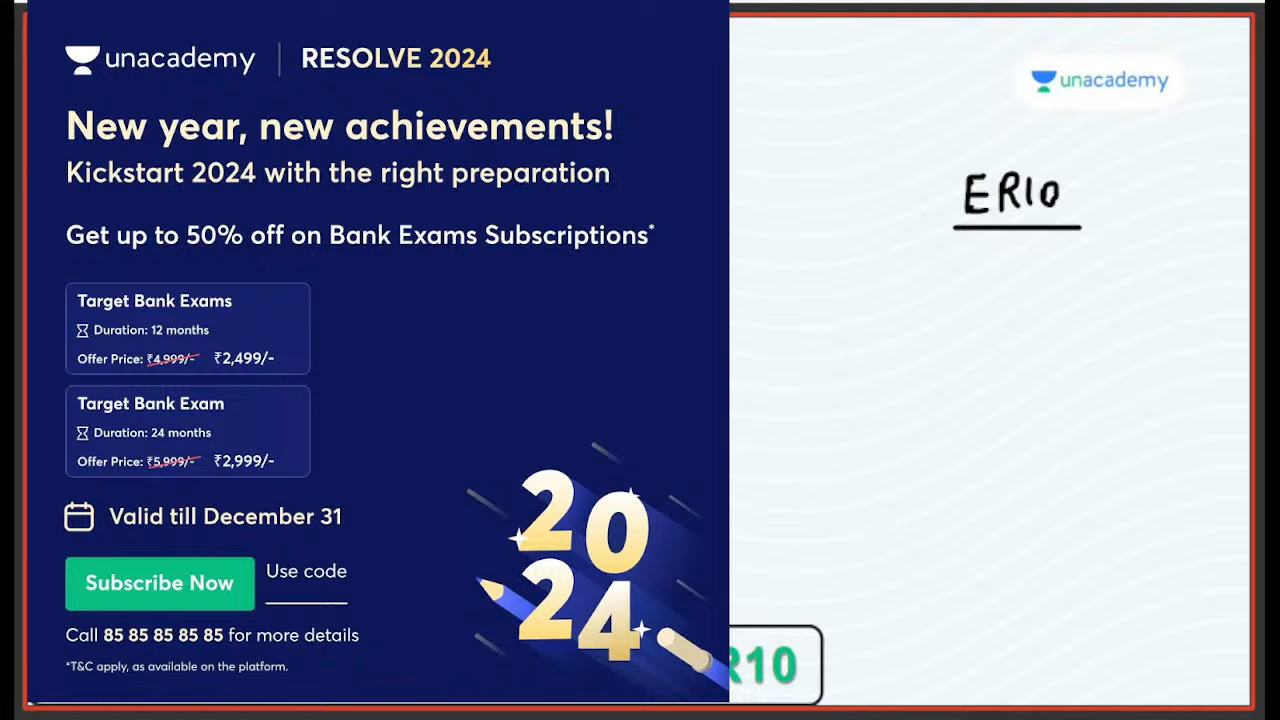 unacademy | RESOLVE 2024
New year, new achievements!
Kickstart 2024 with the right preparation
Get up to 50% off on Bank Exams Subscriptions*
Target Bank Exams
Duration: 12 months
Offer Price: ₹4,999/- ₹2,499/-
Target Bank Exam
Duration: 24 months
Offer Price: ₹5,999/- ₹2,999/-
Valid till December 31
Subscribe Now
Use code
Call 85 85 85 85 85 for more details
*T&C apply, as available on the platform.
2024
unacademy
ER10
R10